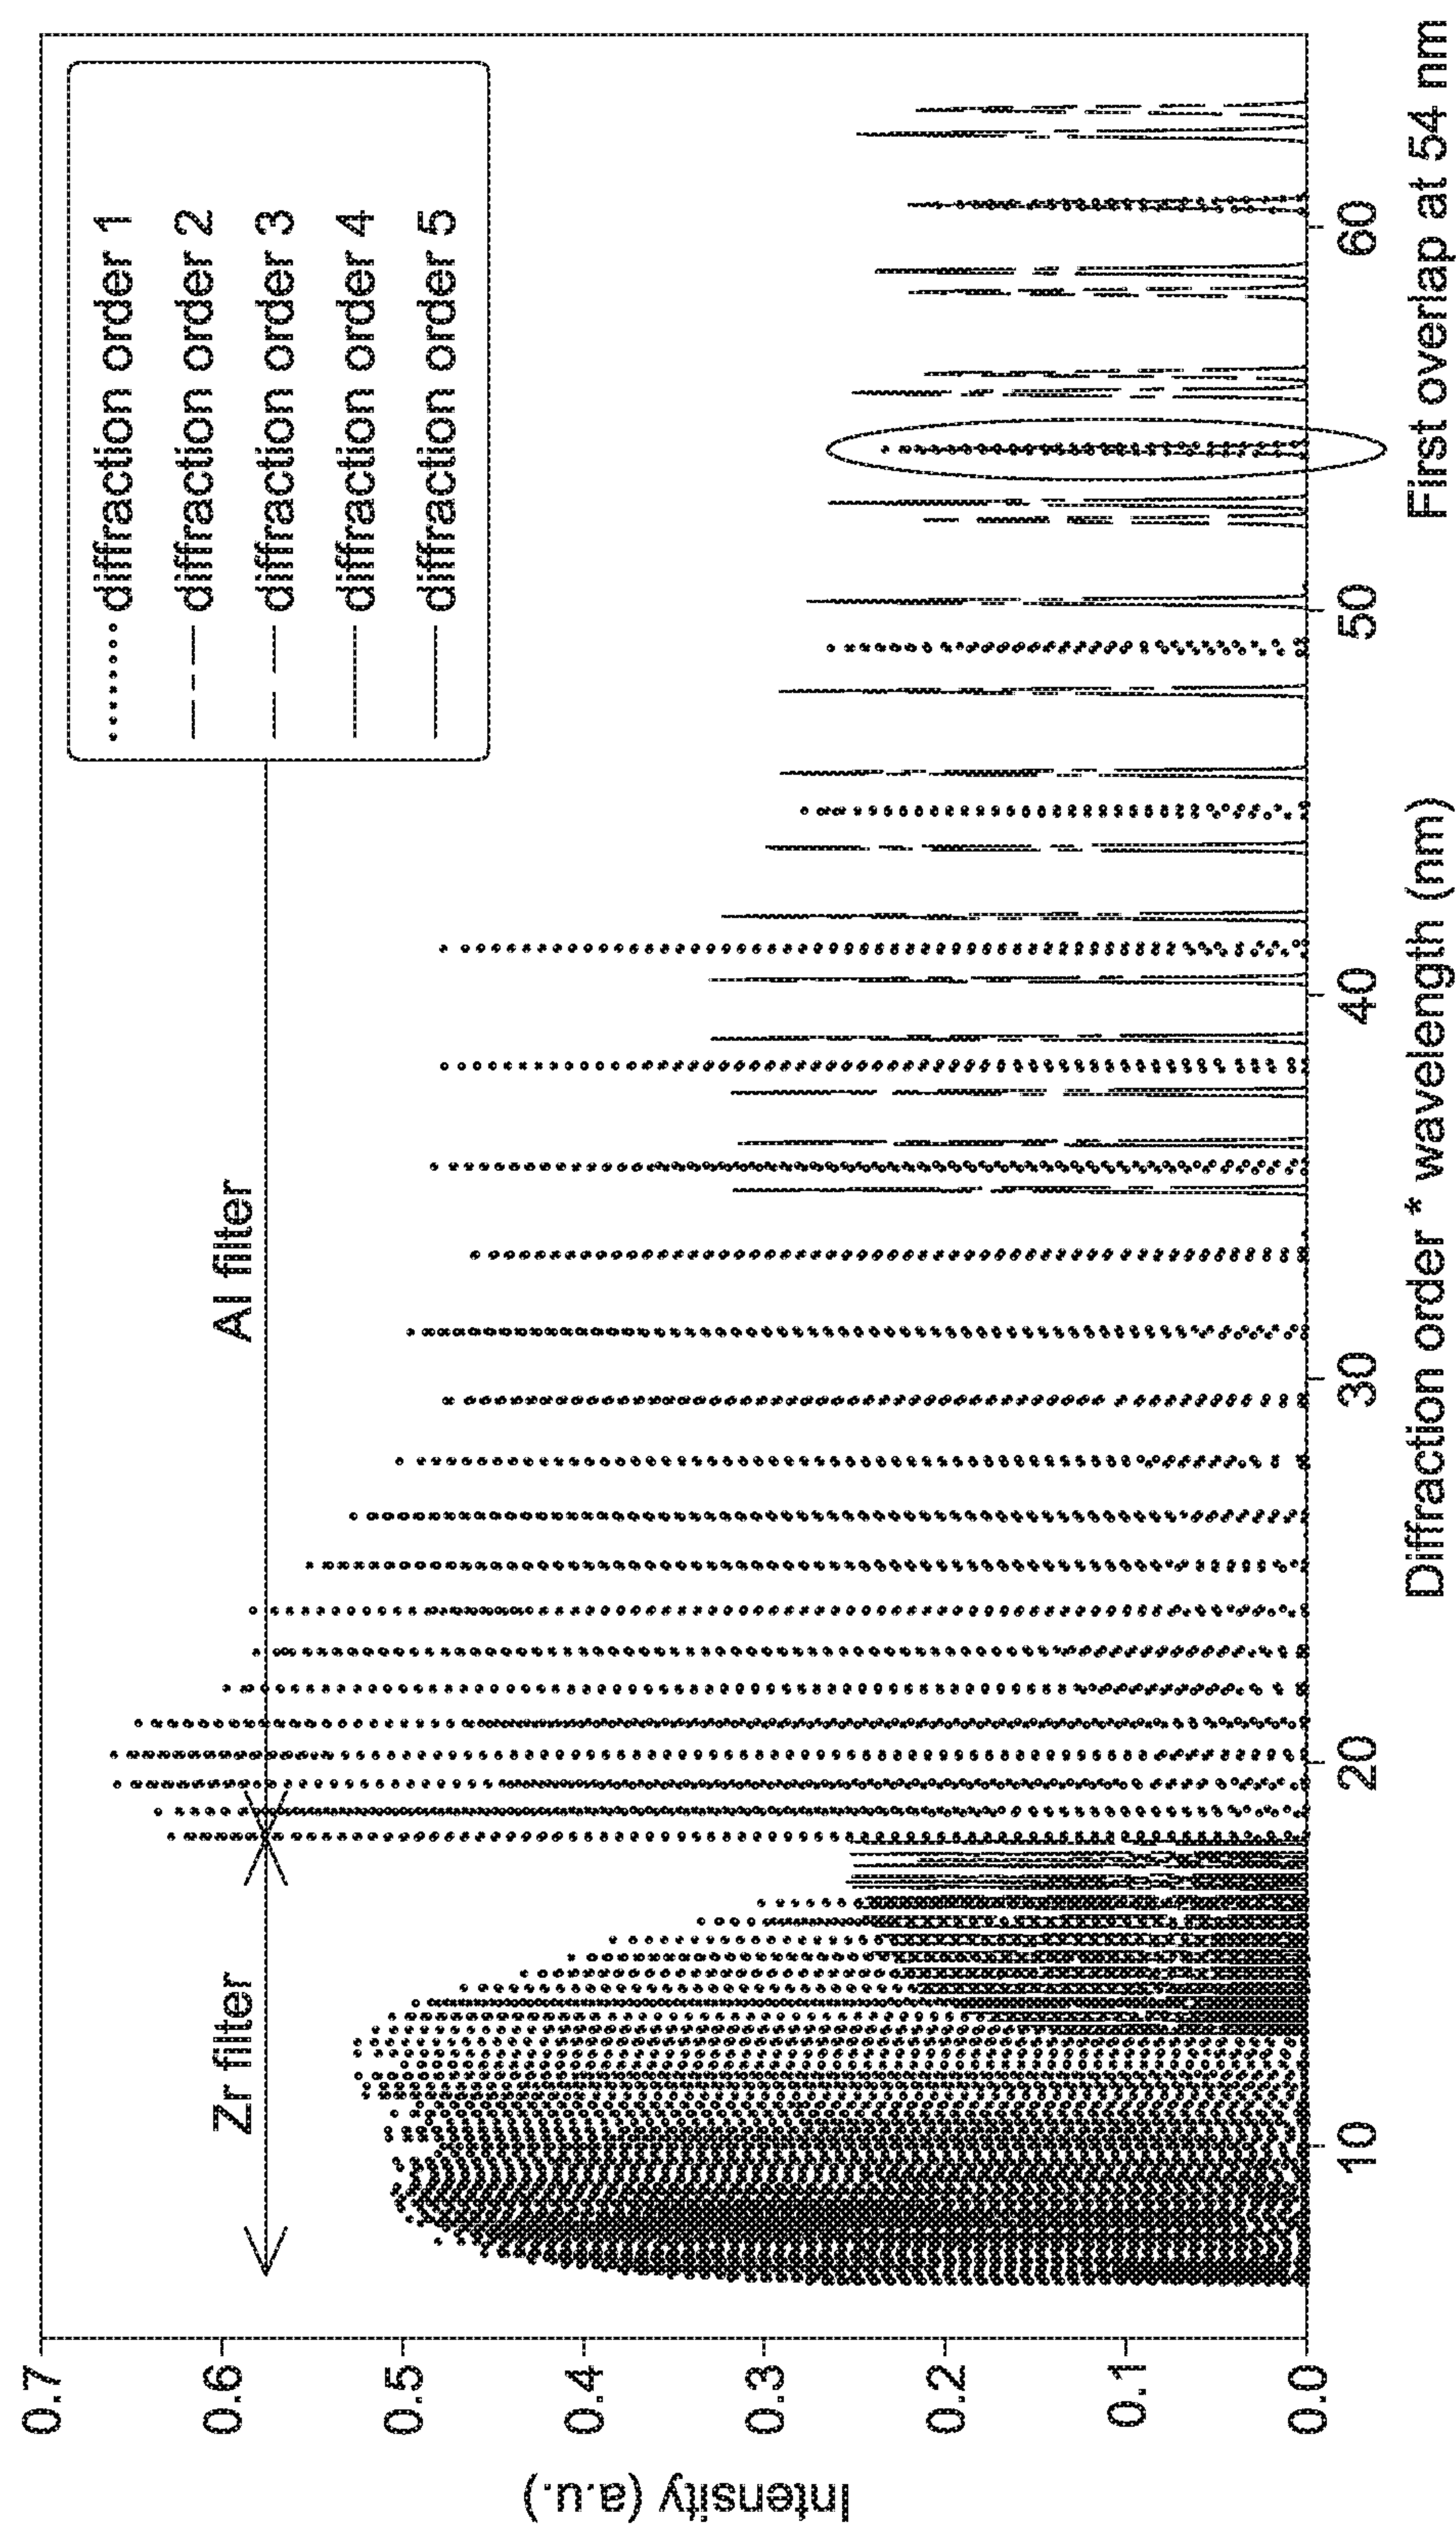 Intensity (a.u.)
0.7
0.6
0.5
0.4
0.3
0.2
0.1
0.0
Zr filter
Al filter
diffraction order 1
diffraction order 2
diffraction order 3
diffraction order 4
diffraction order 5
10
20
30
40
50
60
Diffraction order * wavelength (nm)
First overlap at 54 nm